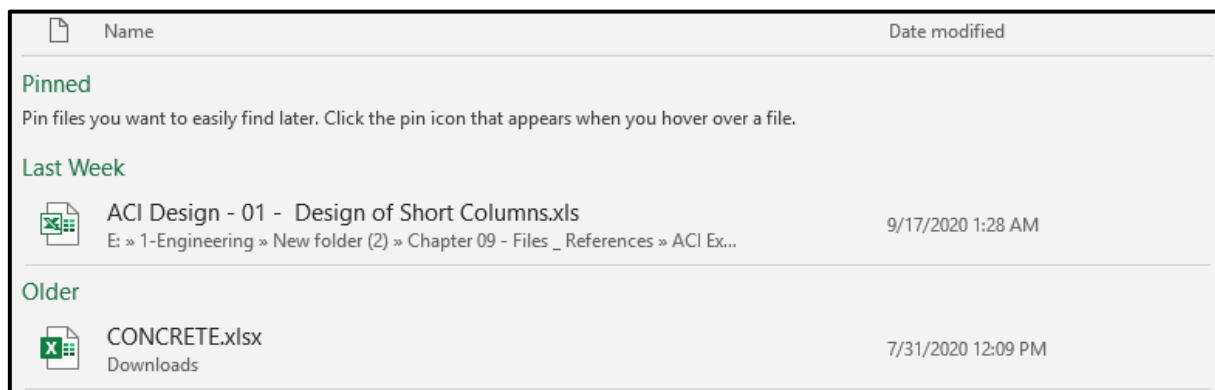 Name Date modified
Pinned
Pin files you want to easily find later. Click the pin icon that appears when you hover over a file.
Last Week
ACI Design - 01 -  Design of Short Columns.xls 9/17/2020 1:28 AM
E: » 1-Engineering » New folder (2) » Chapter 09 - Files _ References » ACI Ex...
Older
CONCRETE.xlsx 7/31/2020 12:09 PM
Downloads